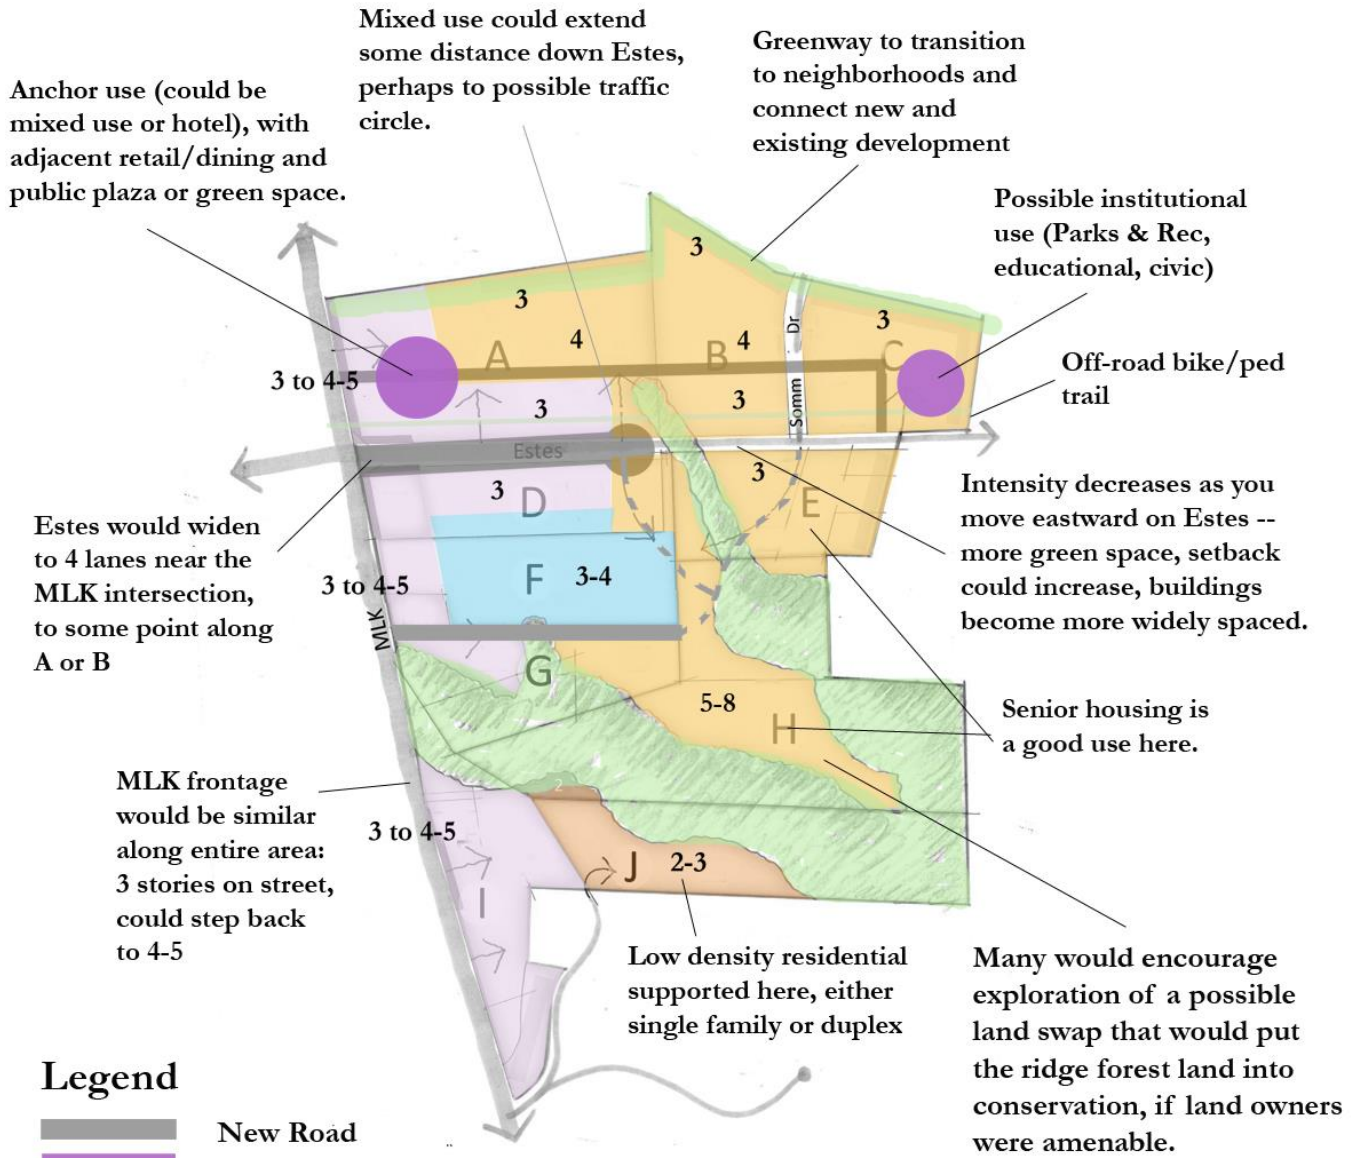 Mixed use could extend
some distance down Estes,
perhaps to possible traffic
circle.
Greenway to transition
to neighborhoods and
connect new and
existing development
Anchor use (could be
mixed use or hotel), with
adjacent retail/dining and
public plaza or green space.
Possible institutional
use (Parks & Rec,
educational, civic)
3
3
3
4
4
A
B
C
Dr
Off-road bike/ped
trail
3 to 4-5
3
3
Somm
Estes
3
3
D
E
Intensity decreases as you
move eastward on Estes --
more green space, setback
could increase, buildings
become more widely spaced.
Estes would widen
to 4 lanes near the
MLK intersection,
to some point along
A or B
3 to 4-5
F
3-4
MLK
G
5-8
H
Senior housing is
a good use here.
MLK frontage
would be similar
along entire area:
3 stories on street,
could step back
to 4-5
2
3 to 4-5
J
2-3
I
Low density residential
supported here, either
single family or duplex
Many would encourage
exploration of a possible
land swap that would put
the ridge forest land into
conservation, if land owners
were amenable.
Legend
New Road